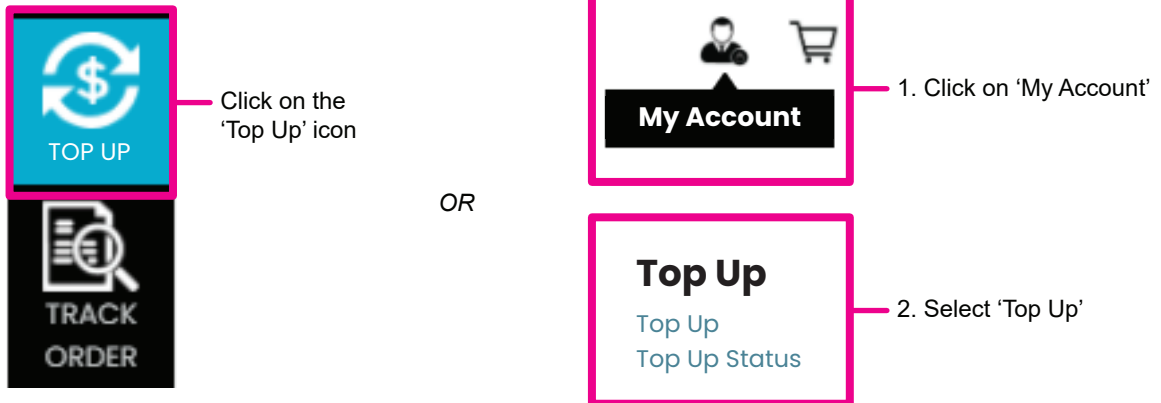 $
TOP UP
Click on the
‘Top Up’ icon
TRACK
ORDER
OR
My Account
1. Click on ‘My Account’
Top Up
Top Up
Top Up Status
2. Select ‘Top Up’